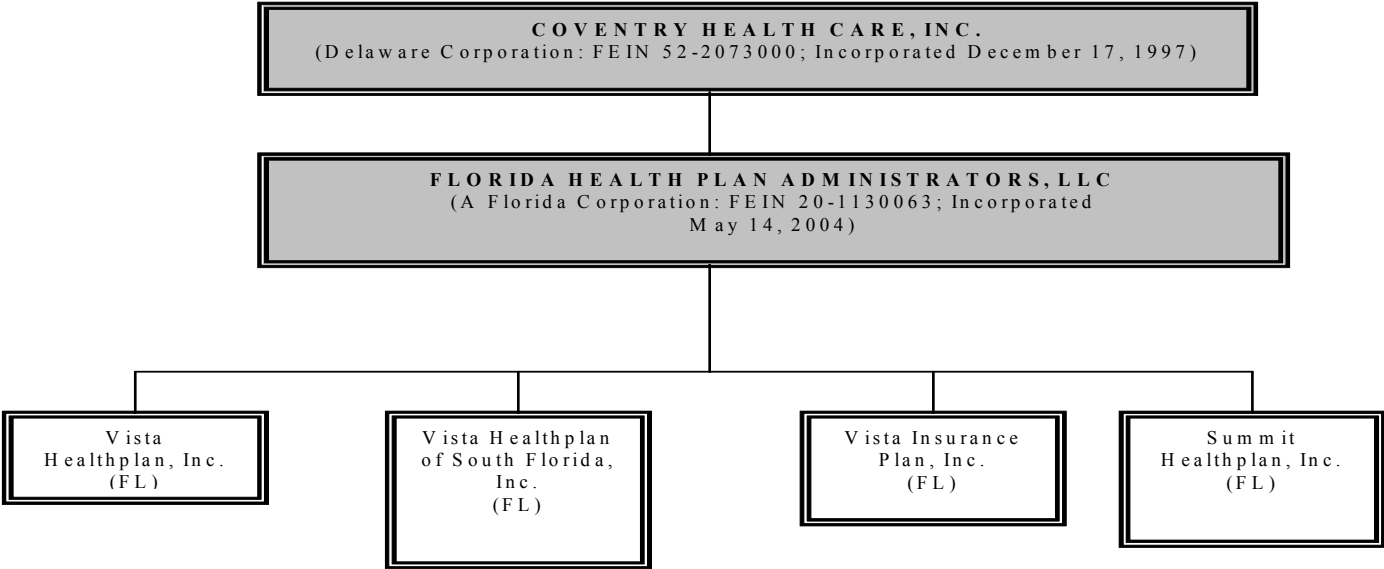 COVENTRY HEALTH CARE, INC.
(Delaware Corporation: FEIN 52-2073000; Incorporated December 17, 1997)
FLORIDA HEALTH PLAN ADMINISTRATORS, LLC
(A Florida Corporation: FEIN 20-1130063; Incorporated
May 14, 2004)
Vista
Healthplan, Inc.
(FL)
Vista Healthplan
of South Florida,
Inc.
(FL)
Vista Insurance
Plan, Inc.
(FL)
Summit
Healthplan, Inc.
(FL)